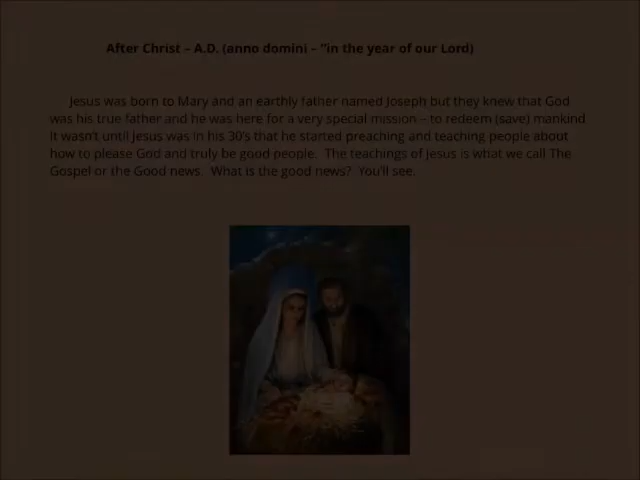 After Christ – A.D. (anno domini – "in the year of our Lord)
Jesus was born to Mary and an earthly father named Joseph but they knew that God
was his true father and he was here for a very special mission – to redeem (save) mankind
It wasn't until Jesus was in his 30's that he started preaching and teaching people about
how to please God and truly be good people.  The teachings of Jesus is what we call The
Gospel or the Good news.  What is the good news?  You'll see.